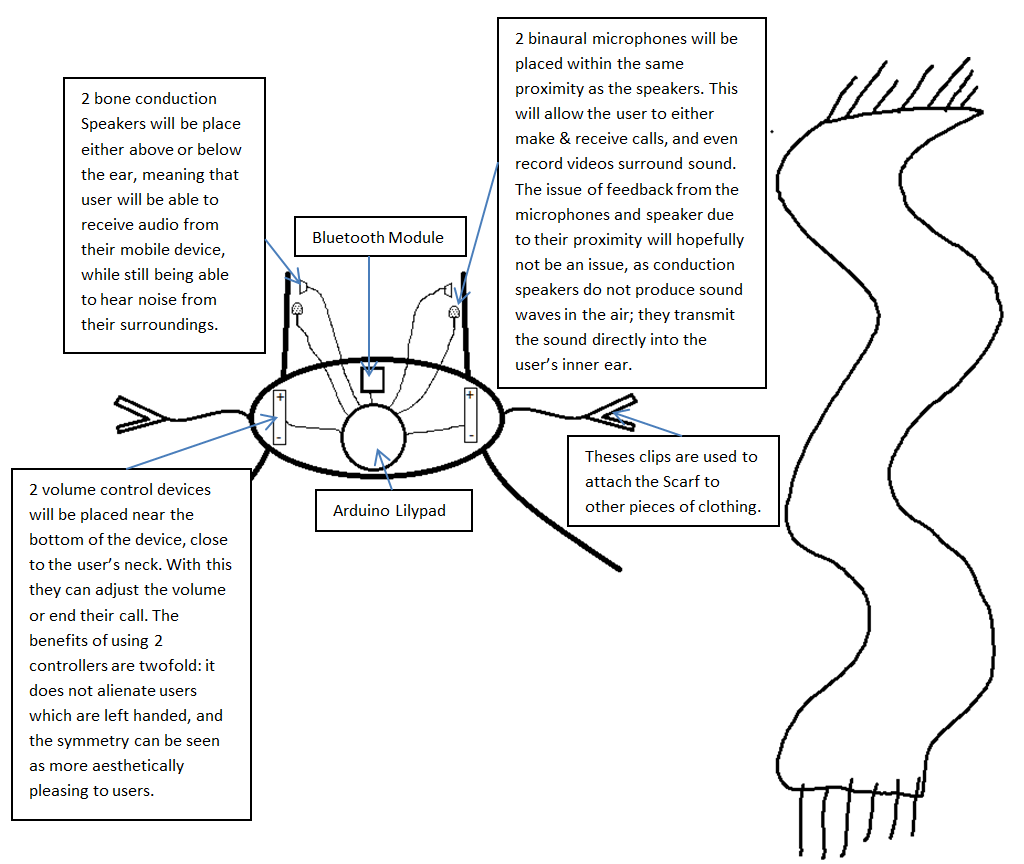 2 bone conduction
Speakers will be place
either above or below
the ear, meaning that
user will be able to
receive audio from
their mobile device,
while still being able
to hear noise from
their surroundings.
2 binaural microphones will be
placed within the same
proximity as the speakers. This
will allow the user to either
make & receive calls, and even
record videos surround sound.
The issue of feedback from the
microphones and speaker due
to their proximity will hopefully
not be an issue, as conduction
speakers do not produce sound
waves in the air; they transmit
the sound directly into the
user's inner ear.
Bluetooth Module
+
-
+
-
Theses clips are used to
attach the Scarf to
other pieces of clothing.
Arduino Lilypad
2 volume control devices
will be placed near the
bottom of the device, close
to the user's neck. With this
they can adjust the volume
or end their call. The
benefits of using 2
controllers are twofold: it
does not alienate users
which are left handed, and
the symmetry can be seen
as more aesthetically
pleasing to users.